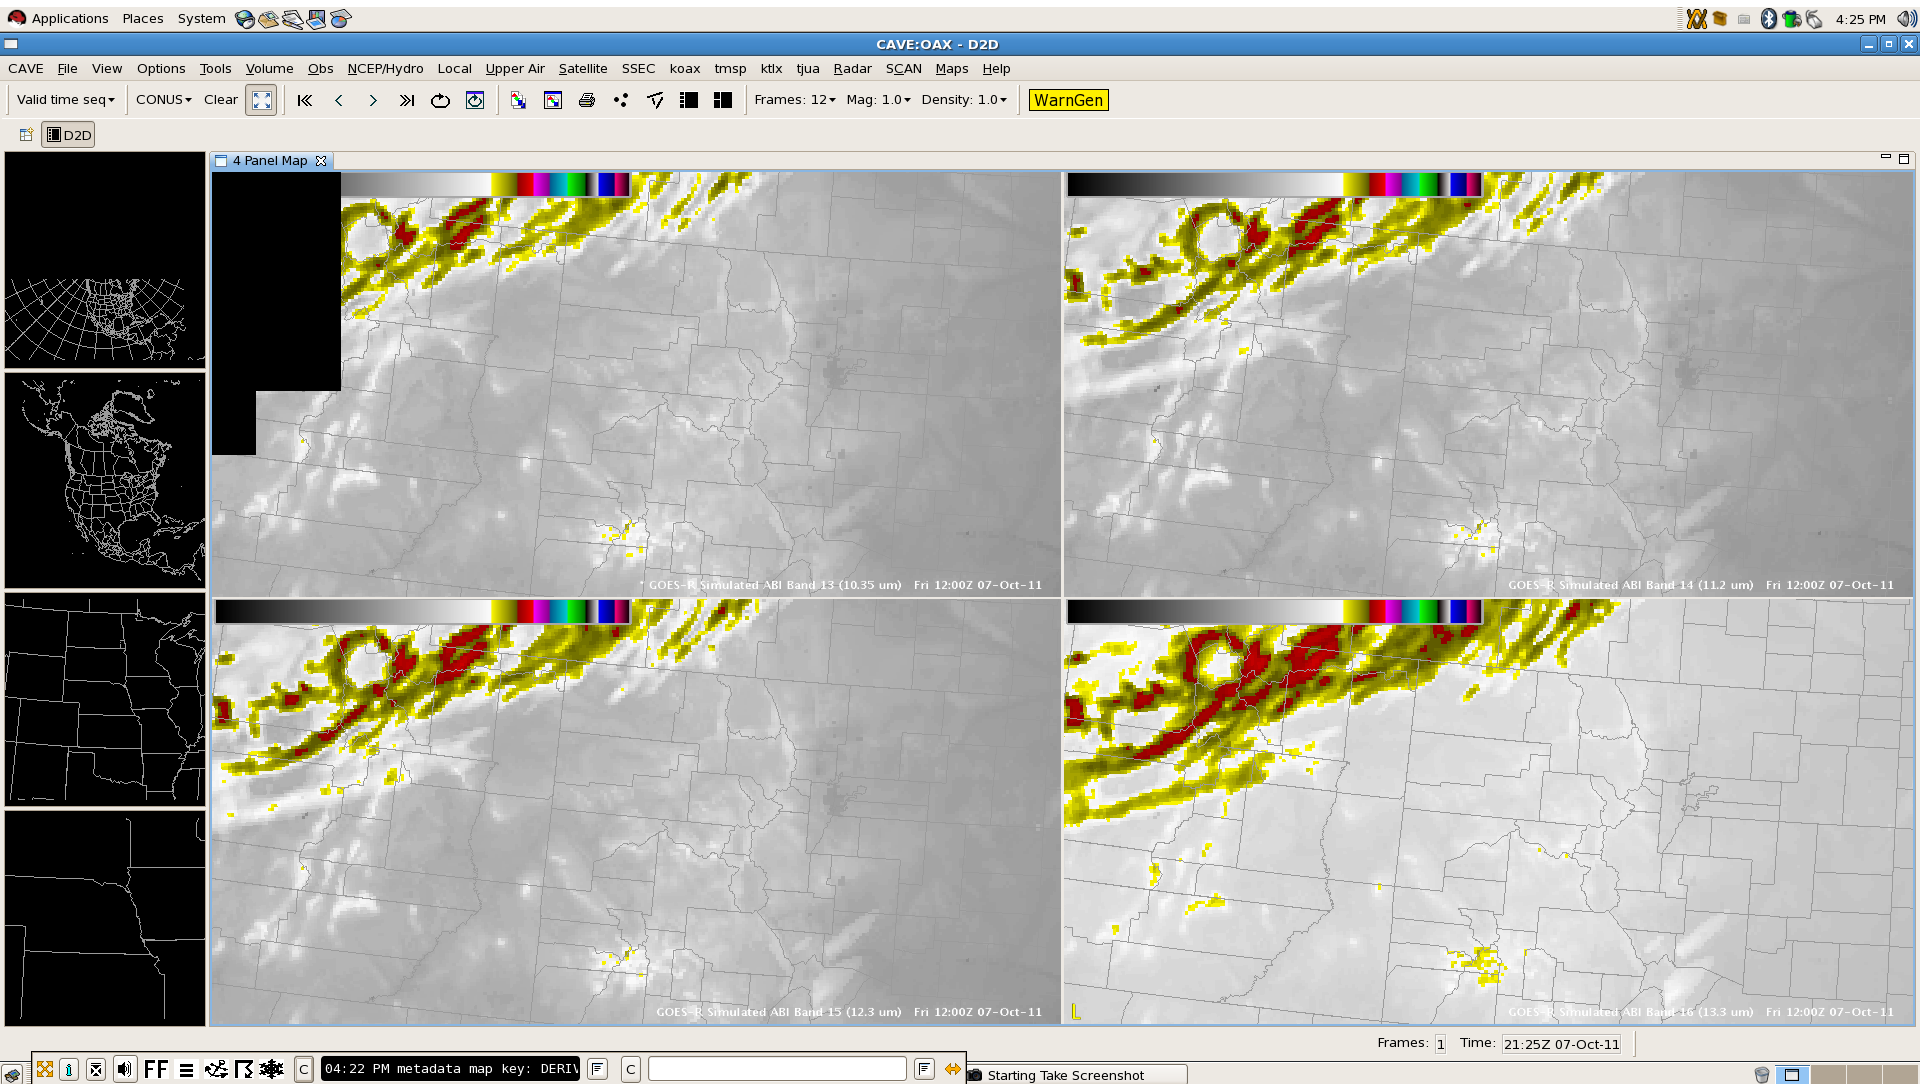 Applications Places System 4:25 PM
CAVE:OAX - D2D
CAVE File View Options Tools Volume Obs NCEP/Hydro Local Upper Air Satellite SSEC koax tmsp ktlx tjua Radar SCAN Maps Help
Valid time seq CONUS Clear Frames: 12 Mag: 1.0 Density: 1.0 WarnGen
D2D
4 Panel Map
* GOES-R Simulated ABI Band 13 (10.35 um) Fri 12:00Z 07-Oct-11
GOES-R Simulated ABI Band 14 (11.2 um) Fri 12:00Z 07-Oct-11
GOES-R Simulated ABI Band 15 (12.3 um) Fri 12:00Z 07-Oct-11
L
GOES-R Simulated ABI Band 16 (13.3 um) Fri 12:00Z 07-Oct-11
Frames: 1 Time: 21:25Z 07-Oct-11
FF C 04:22 PM metadata map key: DERIV C
Starting Take Screenshot